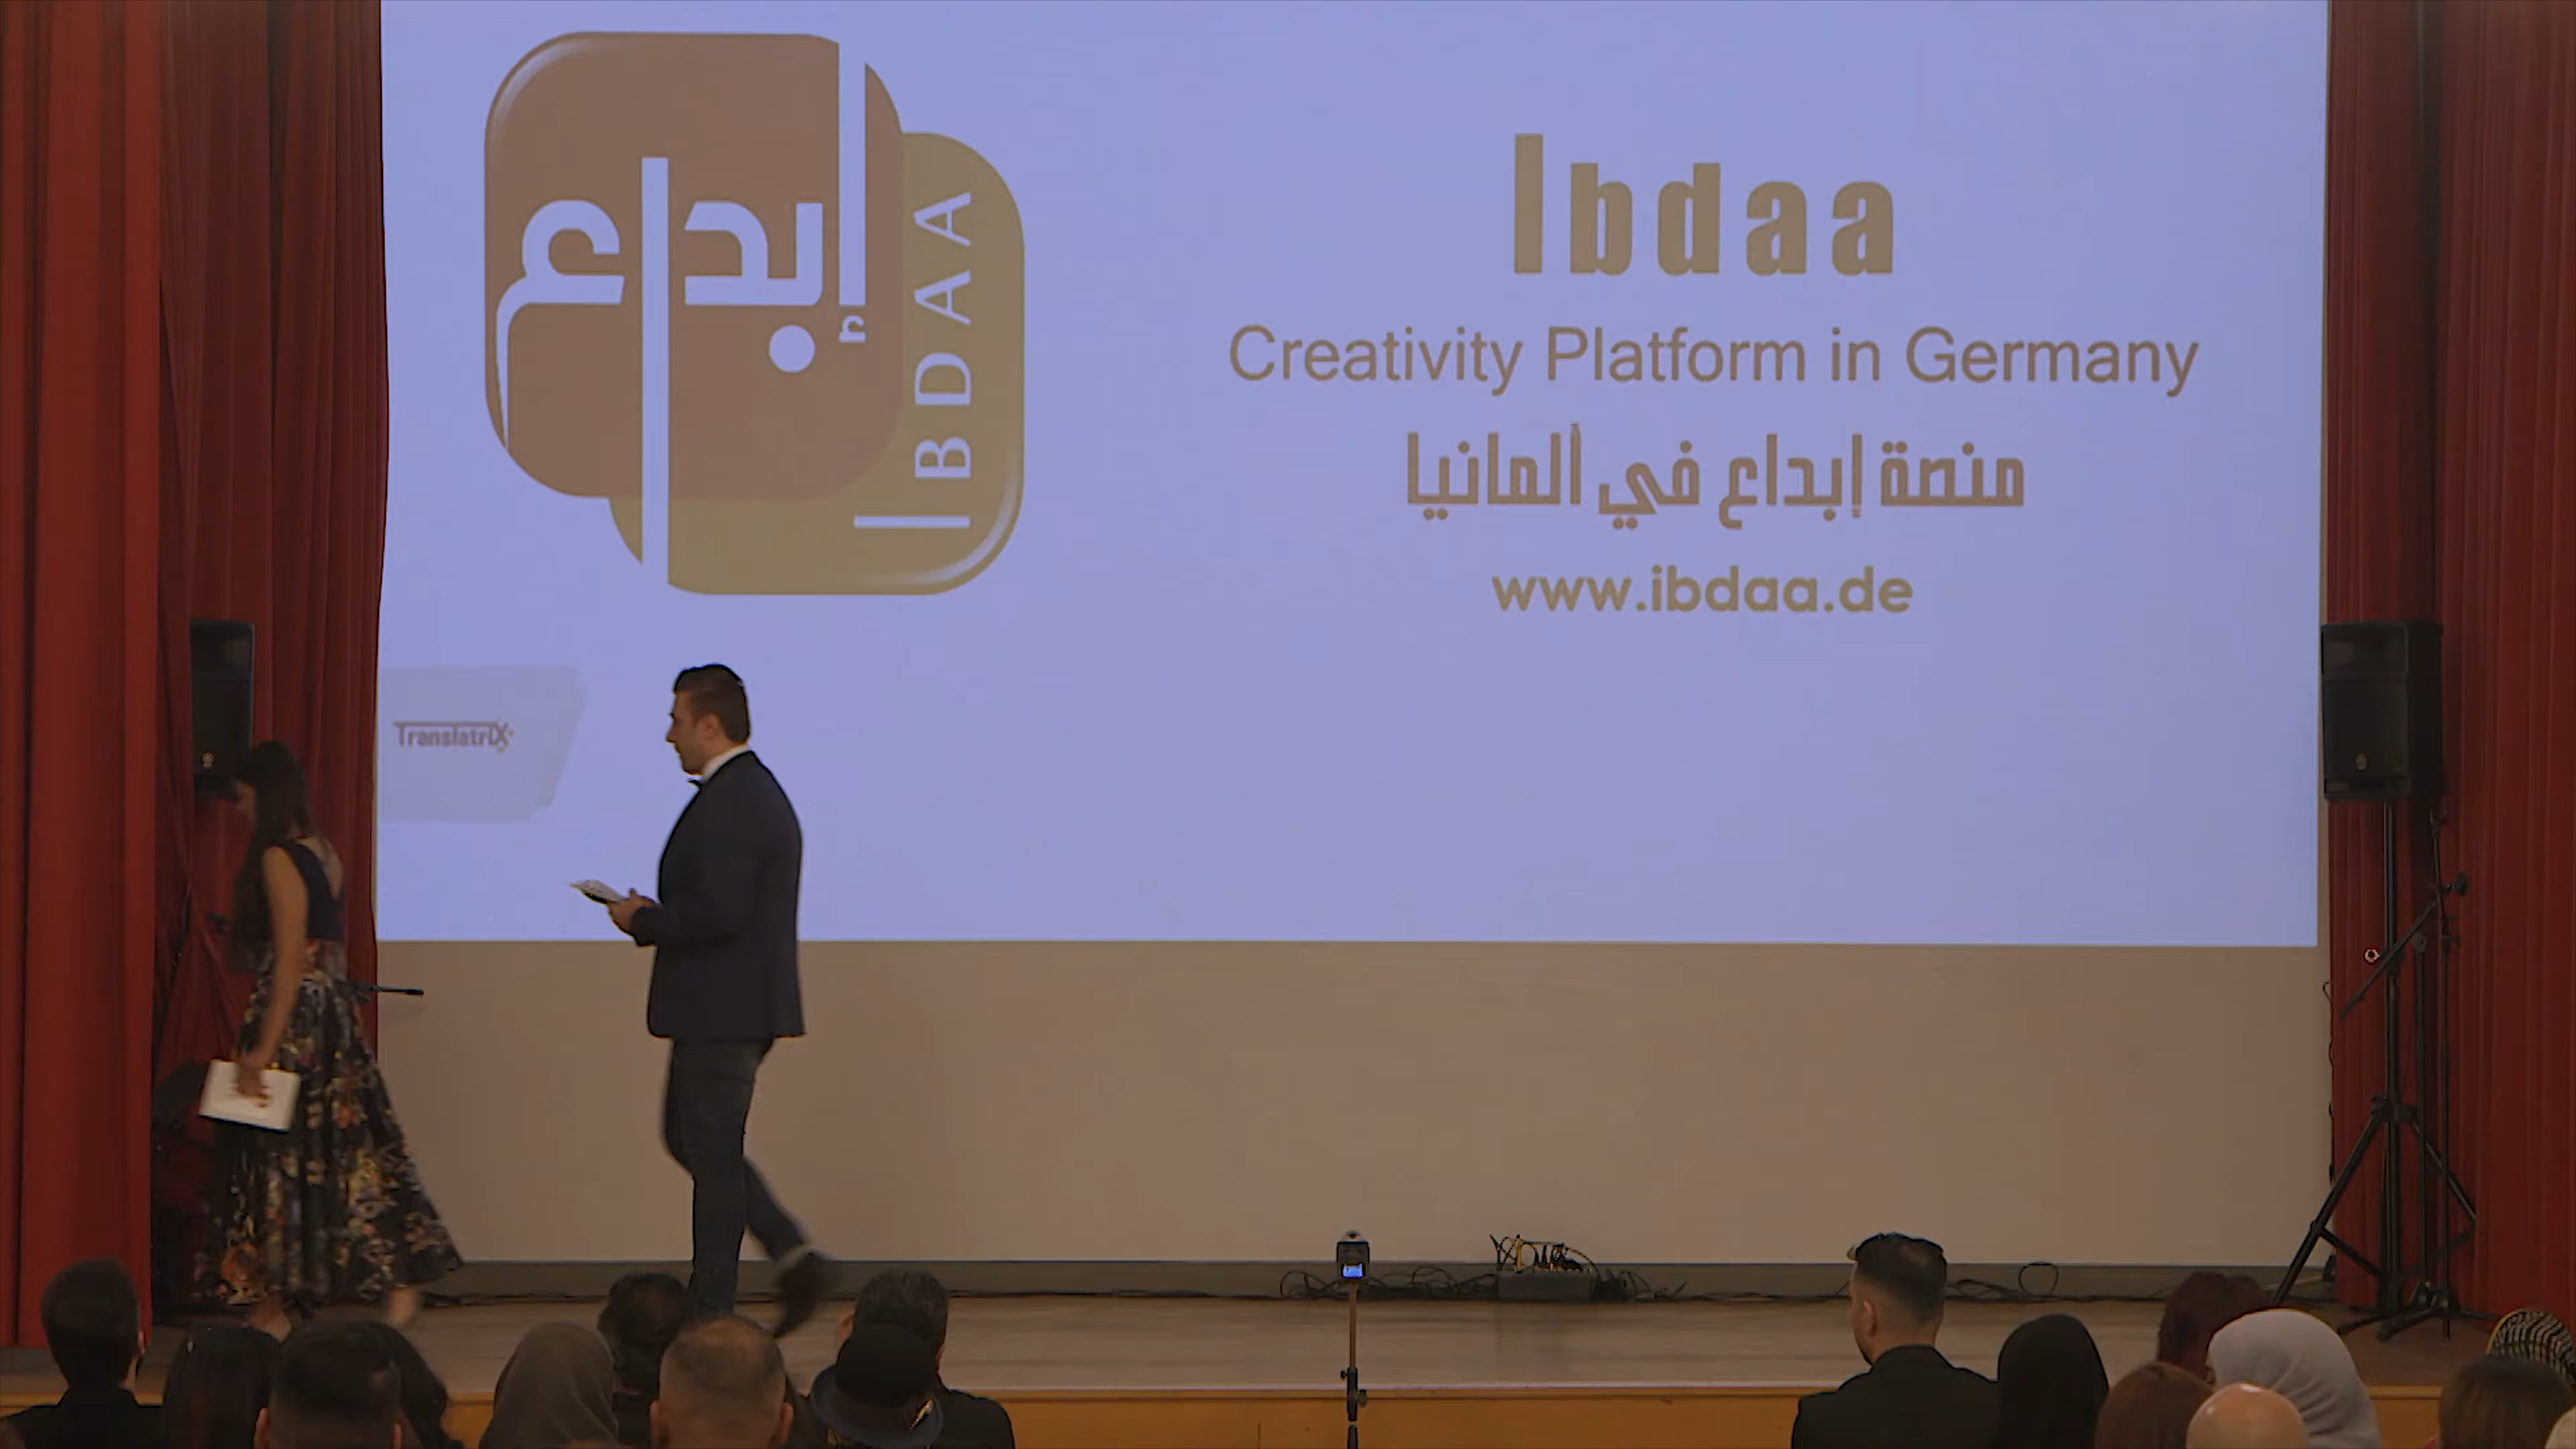 إبداع
IBDAA
Ibdaa
Creativity Platform in Germany
منصة إبداع في ألمانيا
www.ibdaa.de
TranslatriX